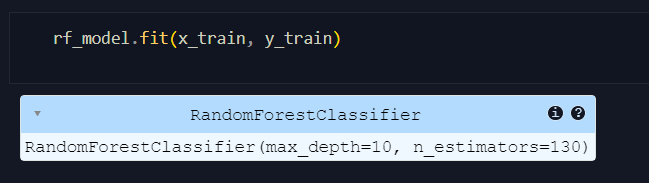 rf_model.fit(x_train, y_train)
RandomForestClassifier
RandomForestClassifier(max_depth=10, n_estimators=130)